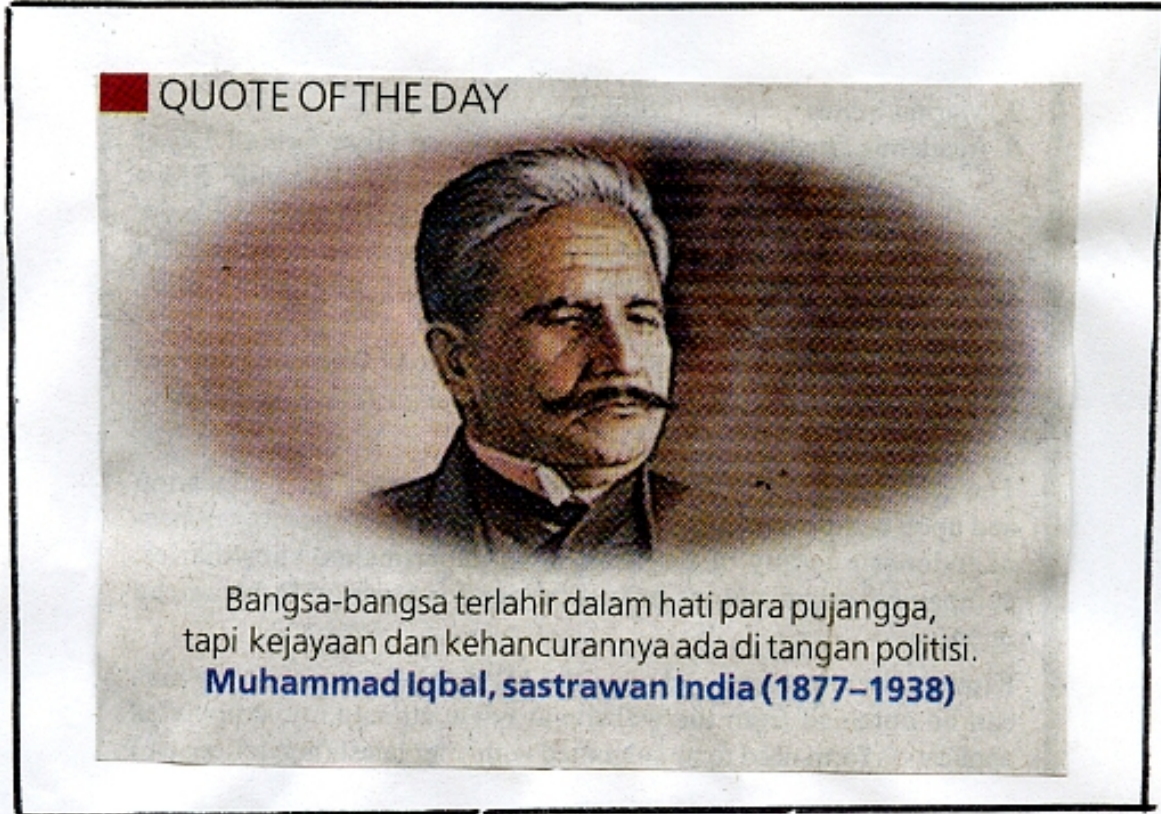 QUOTE OF THE DAY
Bangsa-bangsa terlahir dalam hati para pujangga,
tapi kejayaan dan kehancurannya ada di tangan politisi.
Muhammad Iqbal, sastrawan India (1877–1938)